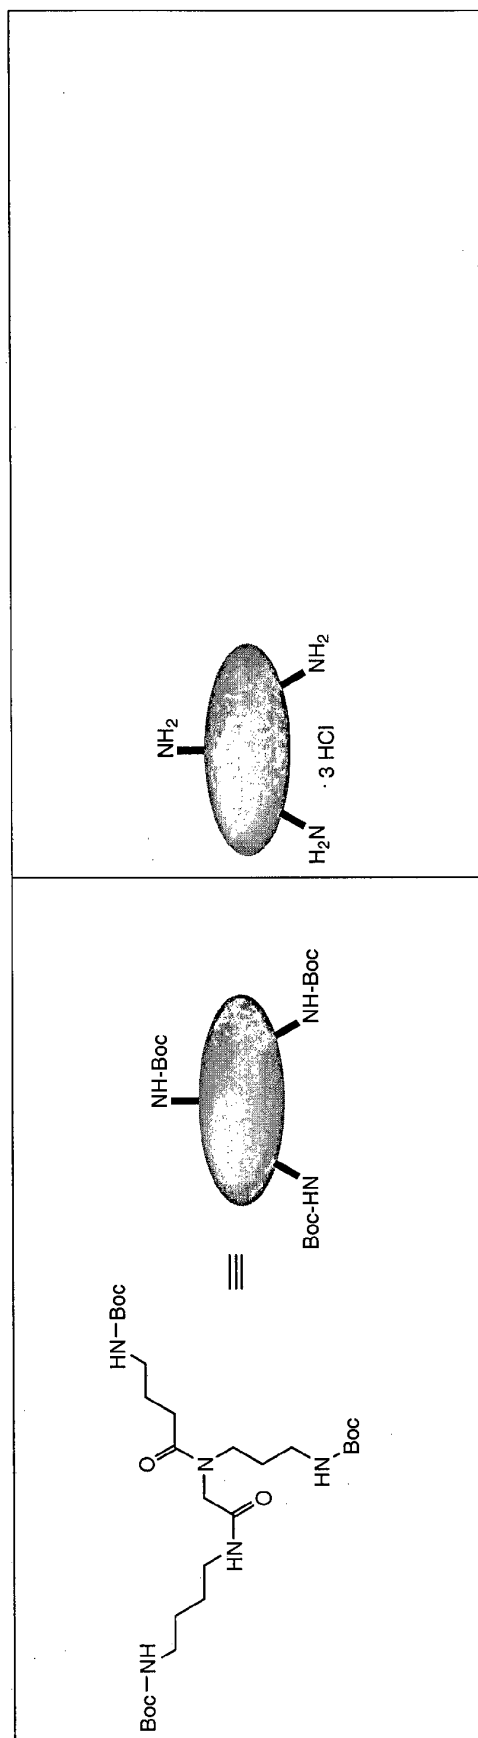 Boc−NH
HN
O
O
N
HN−Boc
HN
Boc
≡
Boc-HN
NH-Boc
NH-Boc
H₂N
NH₂
NH₂
· 3 HCl